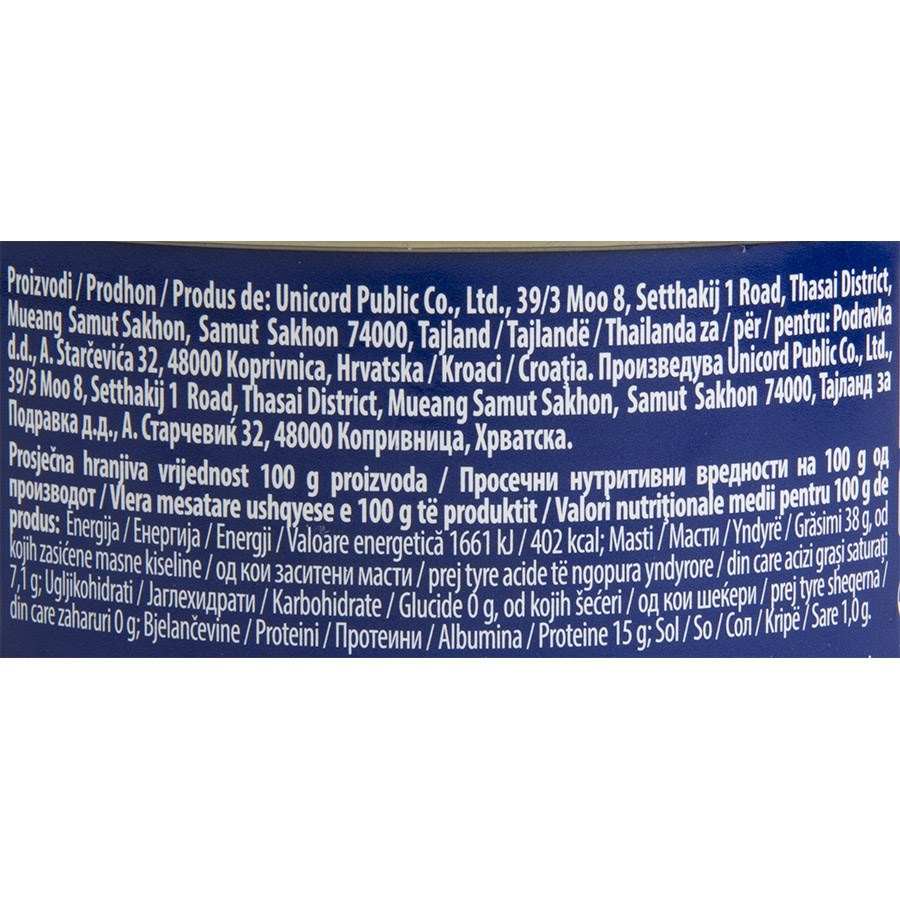 Proizvodi / Prodhon / Produs de: Unicord Public Co., Ltd., 39/3 Moo 8, Setthakij 1 Road, Thasai District,
Mueang Samut Sakhon, Samut Sakhon 74000, Tajland / Tajlandë / Thailanda za / për / pentru: Podravka
d.d., A. Starčevića 32, 48000 Koprivnica, Hrvatska / Kroaci / Croația. Произведува Unicord Public Co., Ltd.,
39/3 Moo 8, Setthakij 1 Road, Thasai District, Mueang Samut Sakhon, Samut Sakhon 74000, Тајланд за
Подравка д.д., А. Старчевиќ 32, 48000 Копривница, Хрватска.
Prosječna hranjiva vrijednost 100 g proizvoda / Просечни нутритивни вредности на 100 g од
производот / Vlera mesatare ushqyese e 100 g të produktit / Valori nutriţionale medii pentru 100 g de
produs: Energija / Енергија / Energji / Valoare energetică 1661 kJ / 402 kcal; Masti / Масти / Yndyrë / Grăsimi 38 g, od
kojih zasićene masne kiseline / од кои заситени масти / prej tyre acide të ngopura yndyrore / din care acizi grași saturați
7,1 g; Ugljikohidrati / Јаглехидрати / Karbohidrate / Glucide 0 g, od kojih šećeri / од кои шеќери / prej tyre sheqerna /
din care zaharuri 0 g; Bjelančevine / Proteini / Протеини / Albumina / Proteine 15 g; Sol / So / Сол / Kripë / Sare 1,0 g.